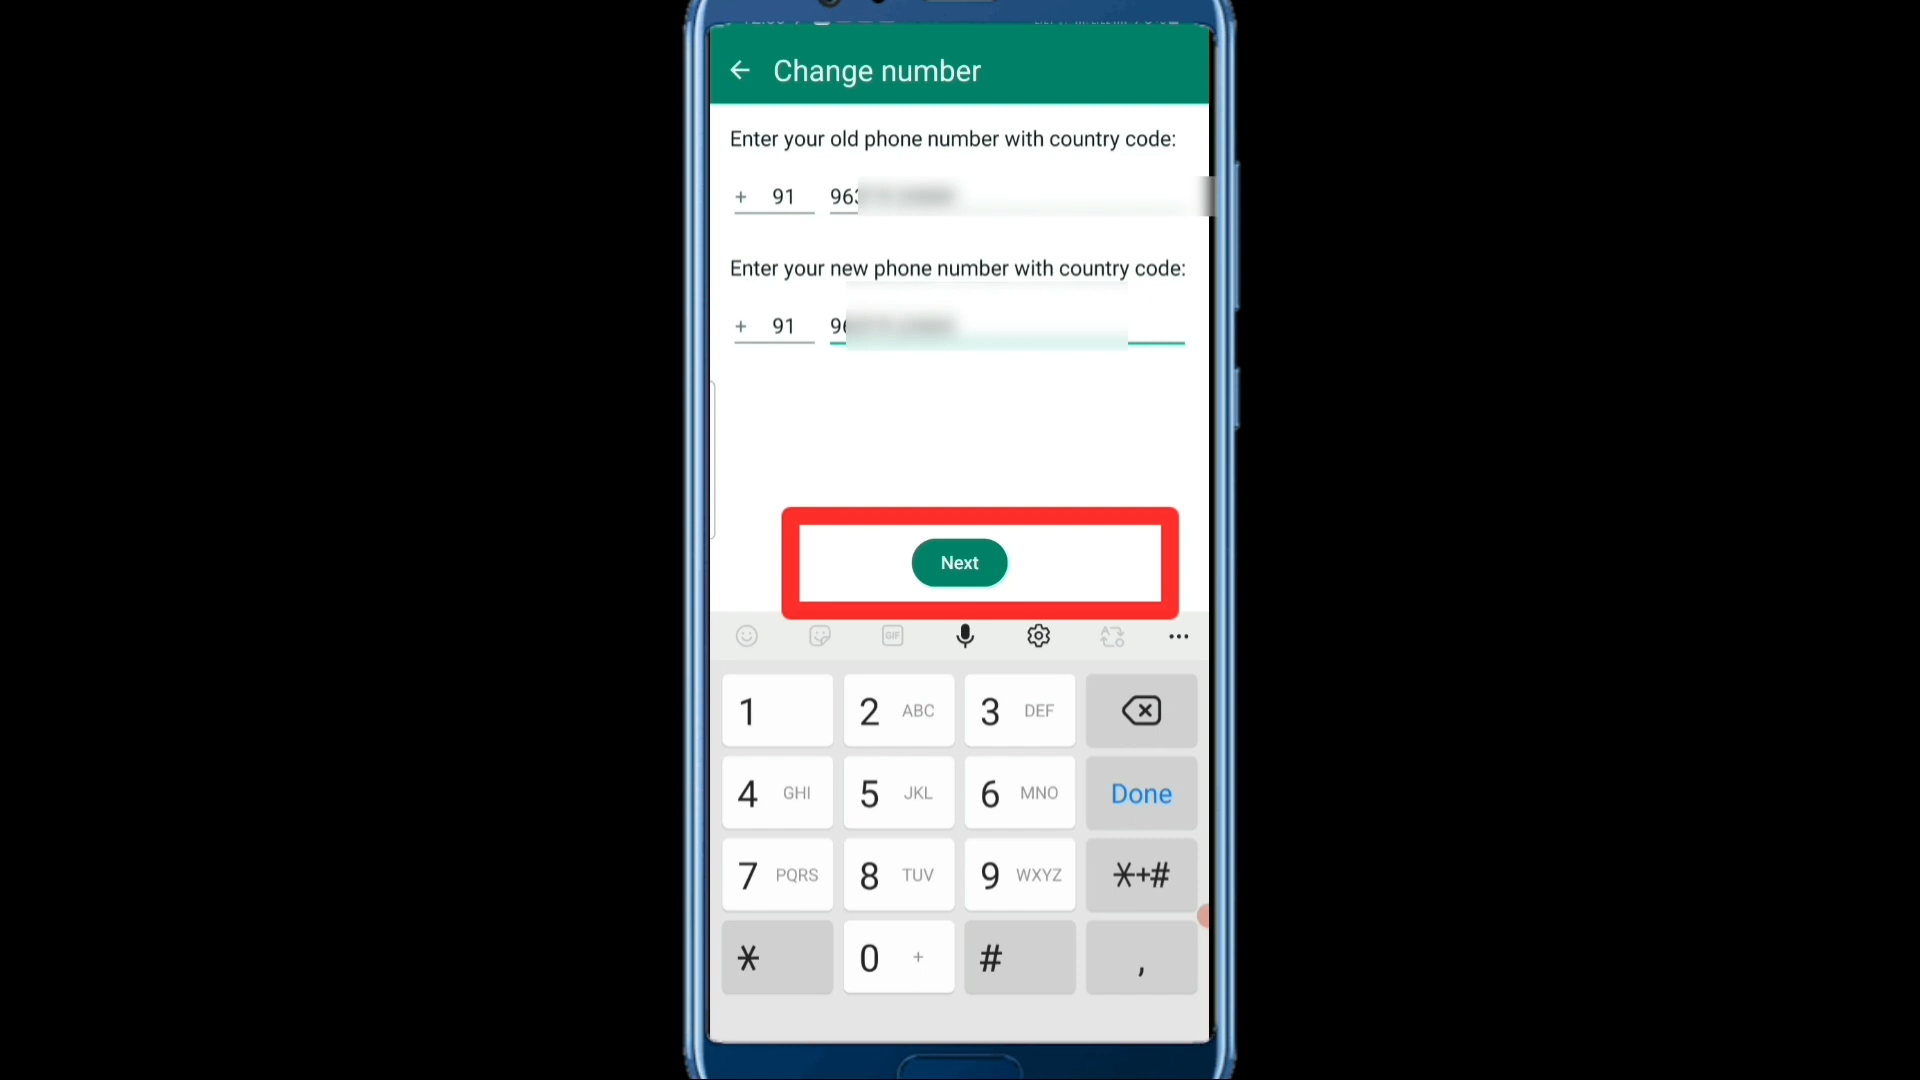 Change number
Enter your old phone number with country code:
+ 91 963
Enter your new phone number with country code:
+ 91 96
Next
GIF
1 2 ABC 3 DEF
4 GHI 5 JKL 6 MNO Done
7 PQRS 8 TUV 9 WXYZ *+#
* 0 + # ,